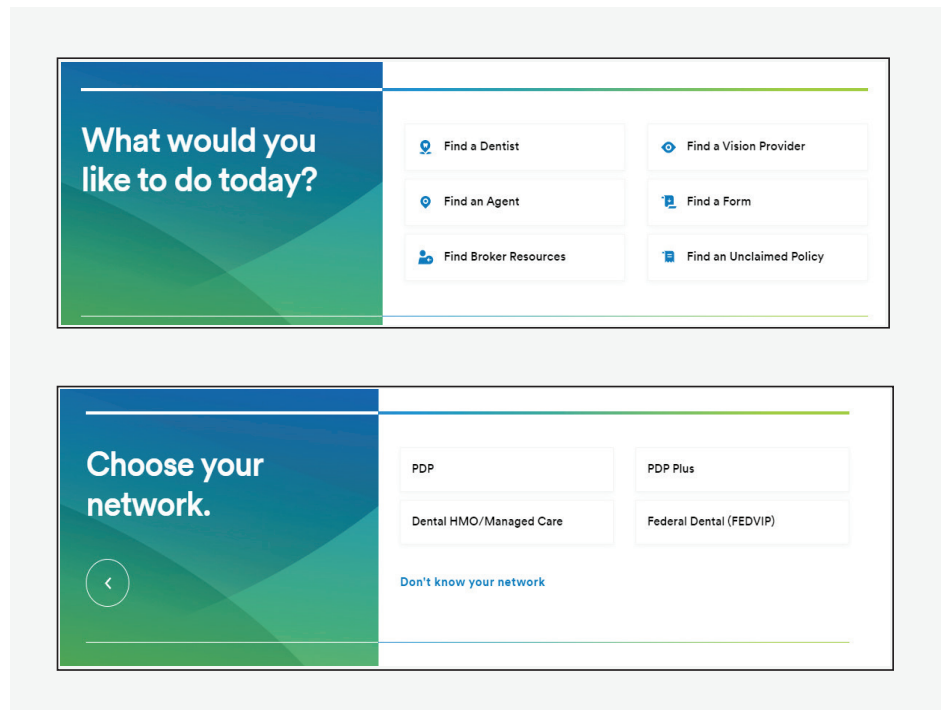 What would you
like to do today?
Find a Dentist
Find a Vision Provider
Find an Agent
Find a Form
Find Broker Resources
Find an Unclaimed Policy
Choose your
network.
PDP
PDP Plus
Dental HMO/Managed Care
Federal Dental (FEDVIP)
Don't know your network